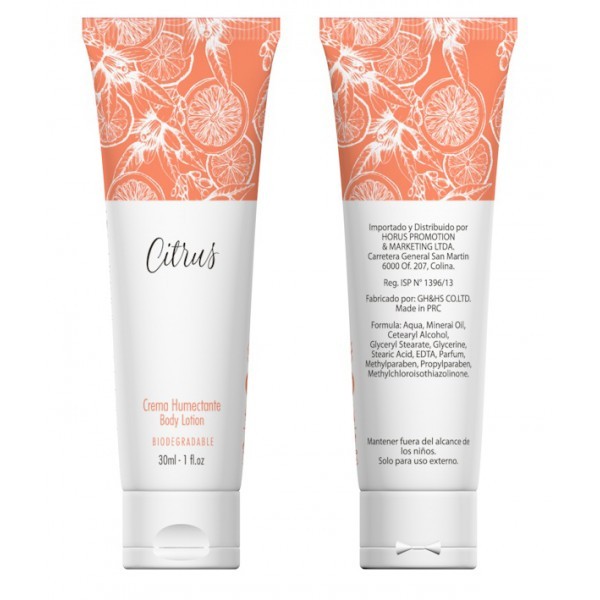 Citrus
Crema Humectante
Body Lotion
BIODEGRADABLE
30ml - 1 fl.oz
Importado y Distribuido por
HORUS PROMOTION
& MARKETING LTDA.
Carretera General San Martin
6000 Of. 207, Colina.
Reg. ISP N° 1396/13
Fabricado por: GH&HS CO.LTD.
Made in PRC
Formula: Aqua, Minerai Oil,
Cetearyl Alcohol,
Glyceryl Stearate, Glycerine,
Stearic Acid, EDTA, Parfum,
Methylparaben, Propylparaben,
Methylchloroisothiazolinone.
Mantener fuera del alcance de
los niños.
Solo para uso externo.